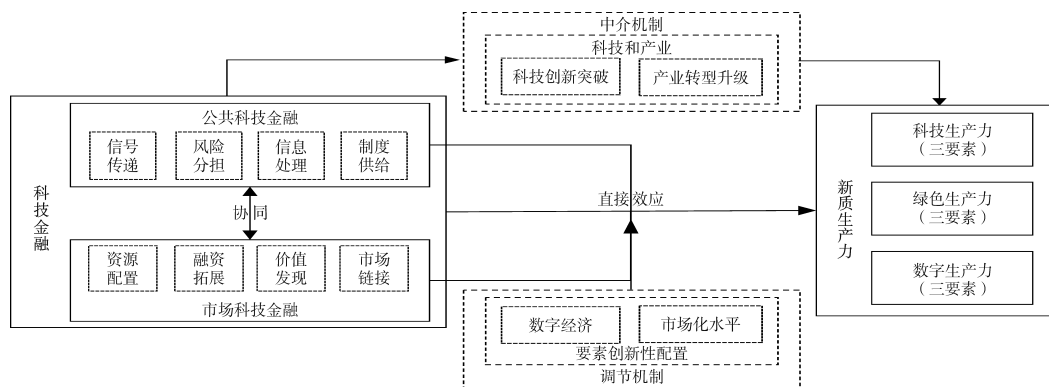 中介机制
科技和产业
科技创新突破
产业转型升级
科技金融
公共科技金融
信号
传递
风险
分担
信息
处理
制度
供给
协同
资源
配置
融资
拓展
价值
发现
市场
链接
市场科技金融
直接效应
数字经济
市场化水平
要素创新性配置
调节机制
新质生产力
科技生产力
（三要素）
绿色生产力
（三要素）
数字生产力
（三要素）